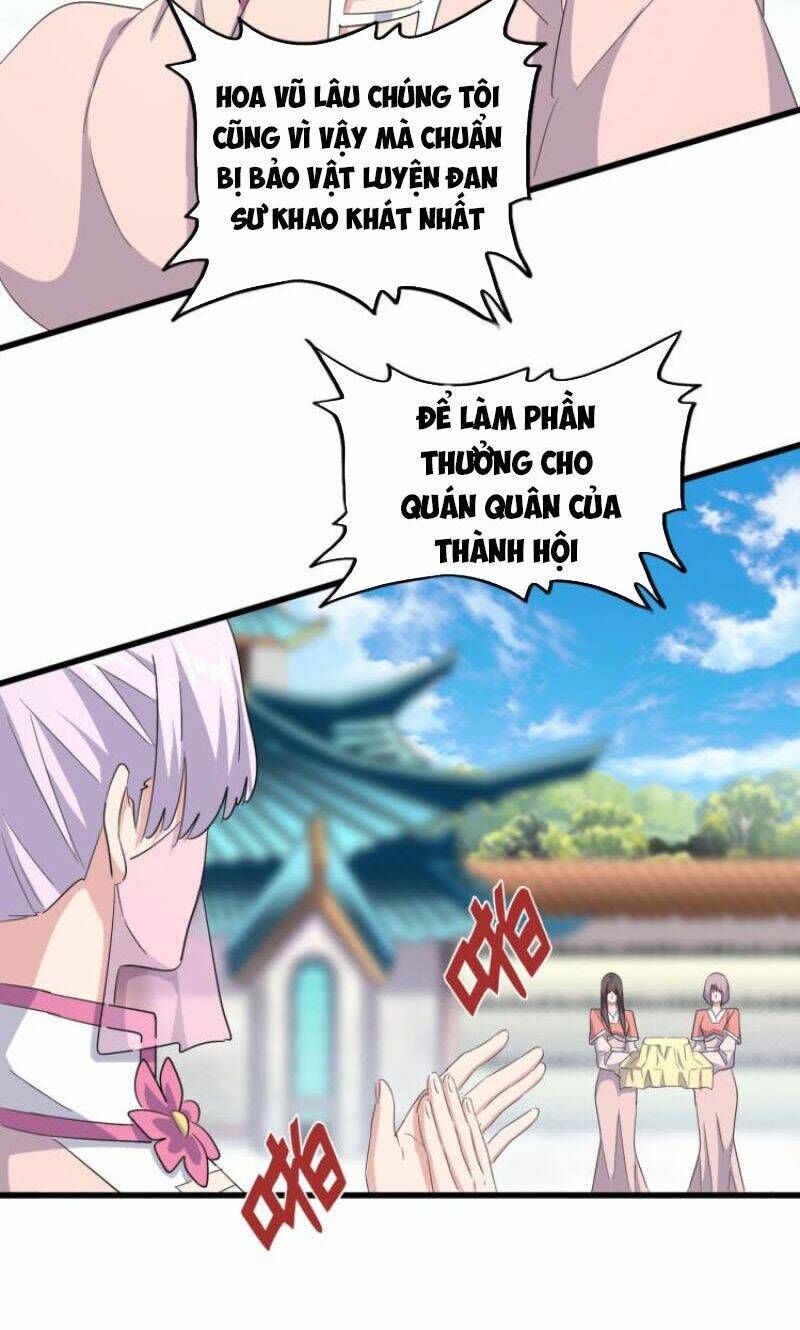 HOA VŨ LÂU CHÚNG TÔI
CŨNG VÌ VẬY MÀ CHUẨN
BỊ BẢO VẬT LUYỆN ĐAN
SƯ KHAO KHÁT NHẤT
ĐỂ LÀM PHẦN
THƯỞNG CHO
QUÁN QUÂN CỦA
THÀNH HỘI
啪
啪